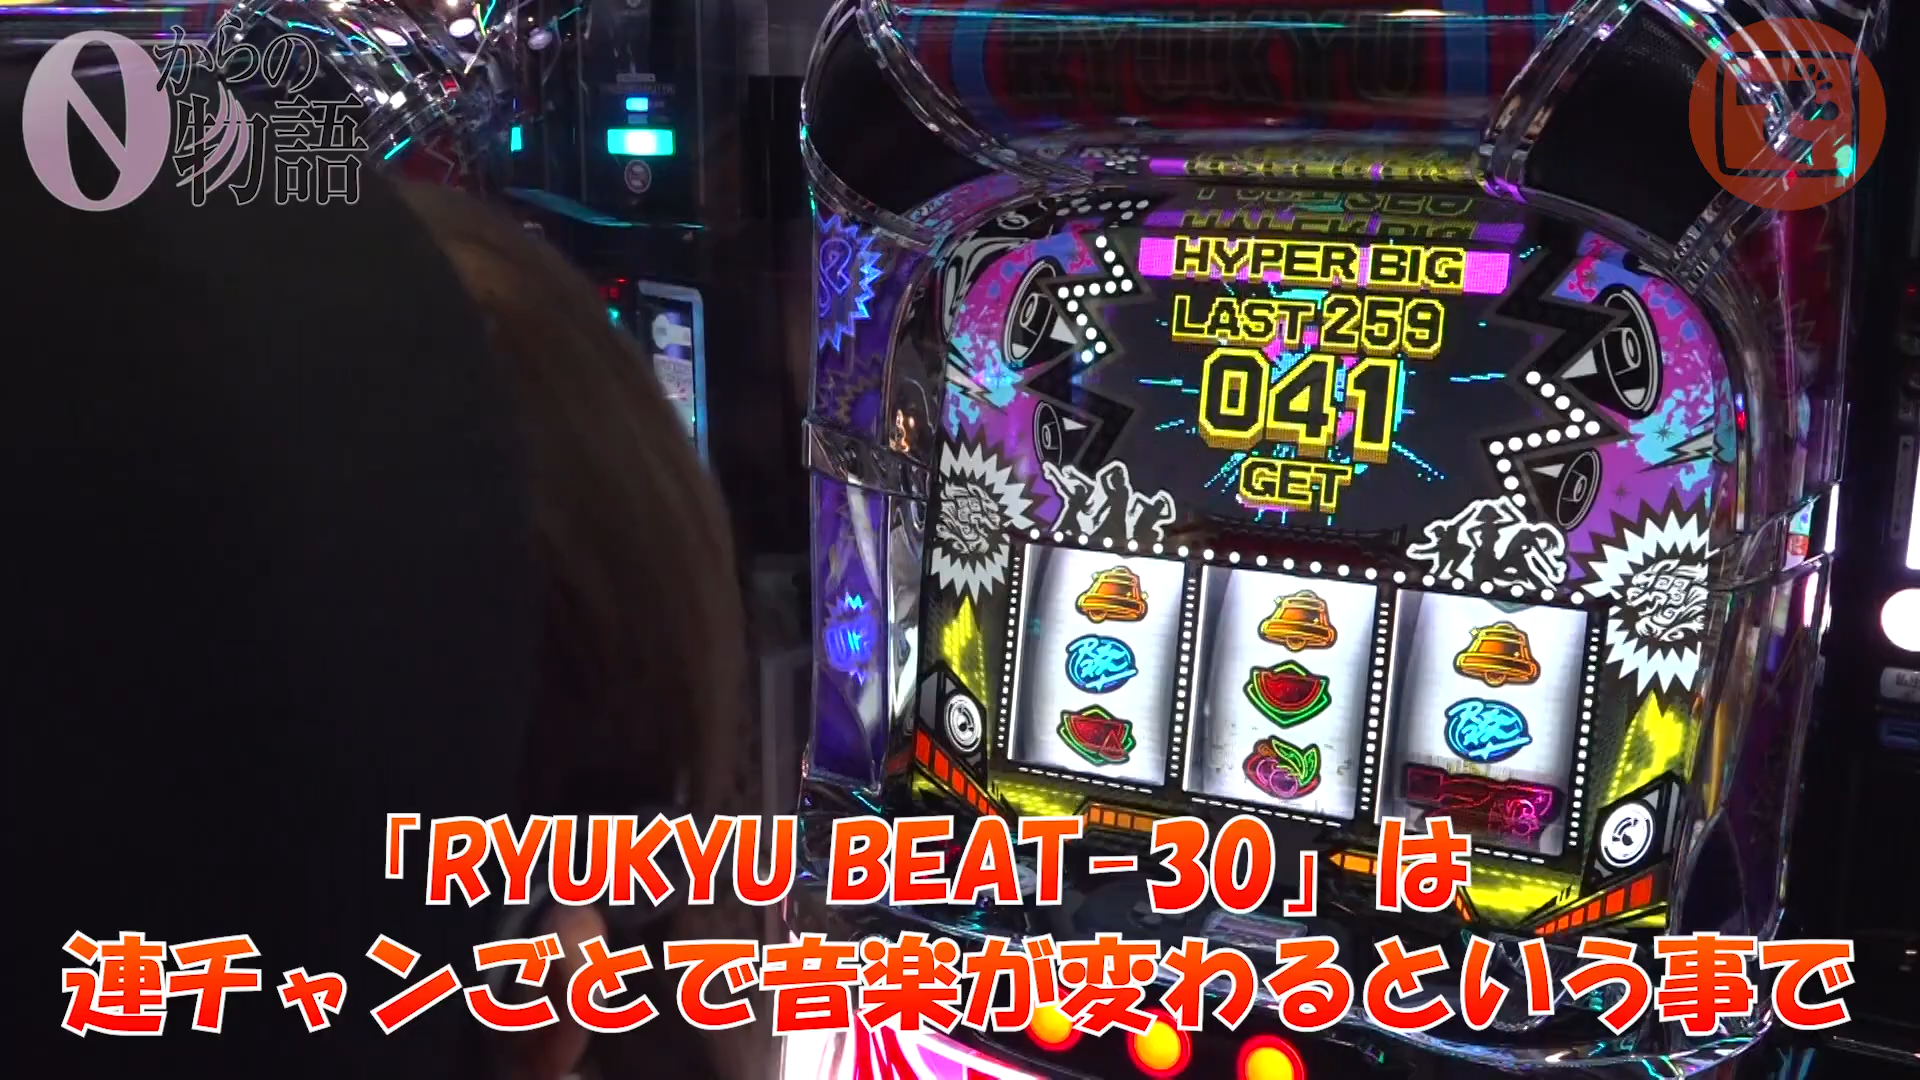 0からの
物語
RYUKYU
HYPER BIG
LAST 259
041
GET
「RYUKYU BEAT-30」は
連チャンごとで音楽が変わるという事で